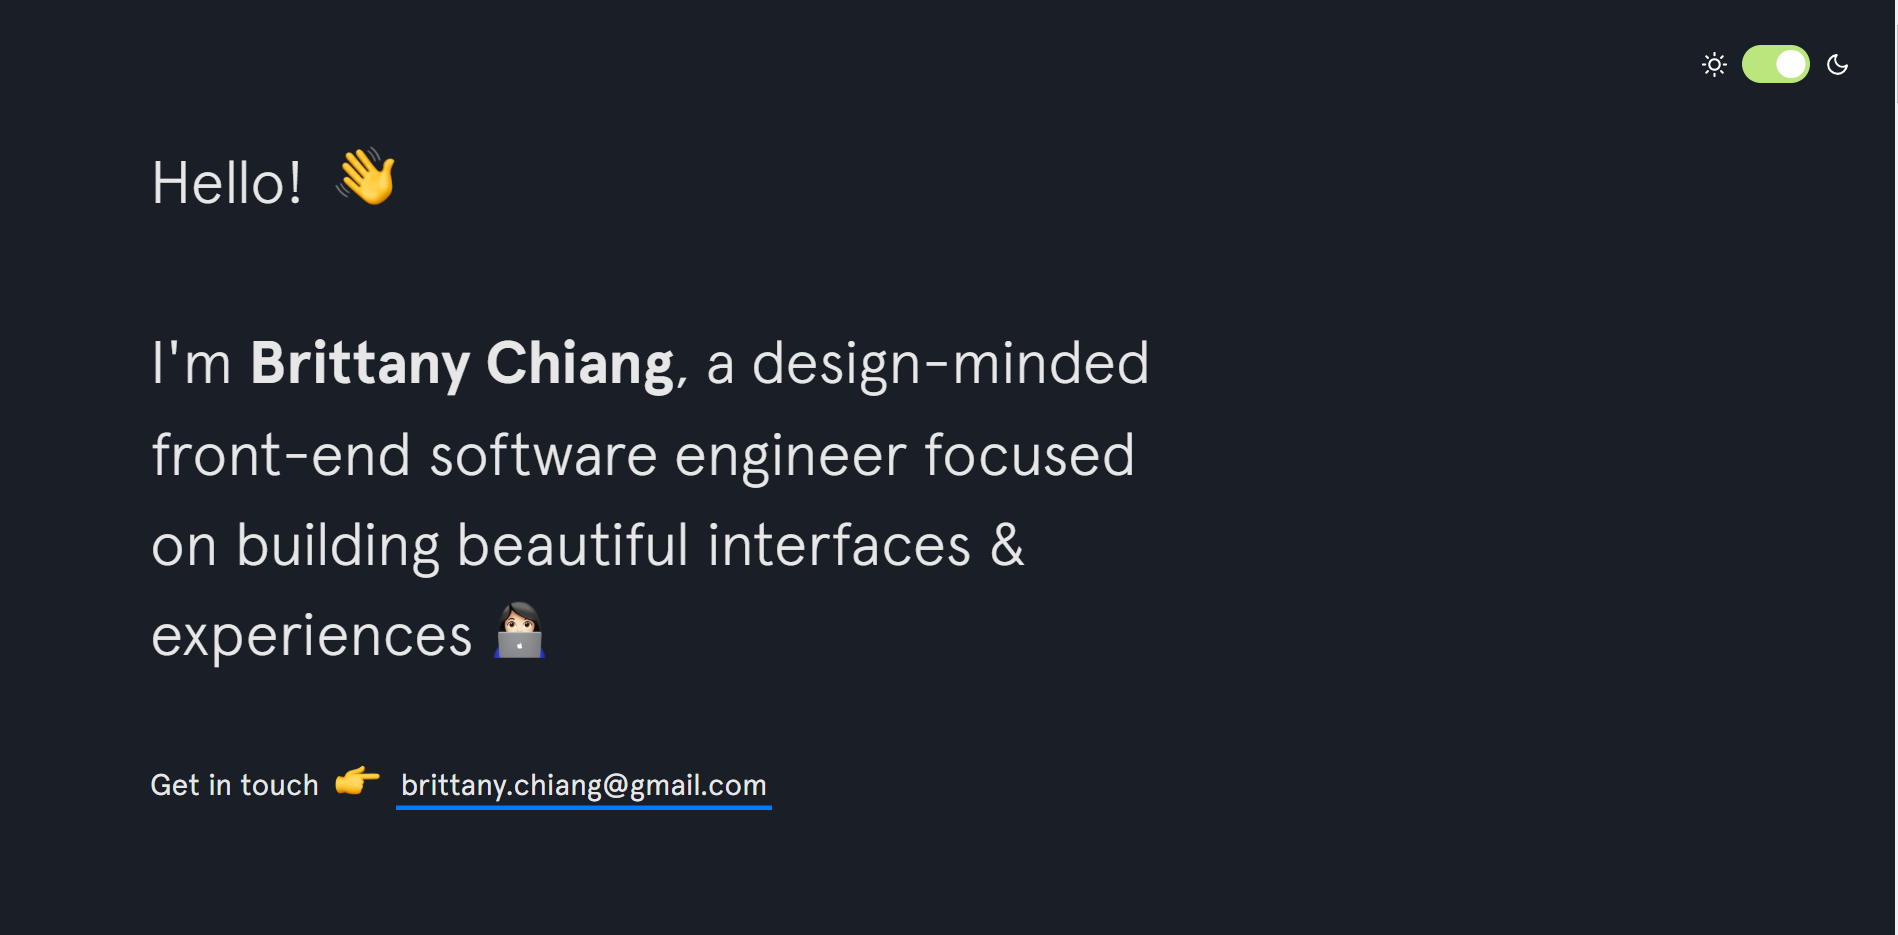 Hello! 👋
I'm Brittany Chiang, a design-minded
front-end software engineer focused
on building beautiful interfaces &
experiences 👩🏻‍💻
Get in touch 👉 brittany.chiang@gmail.com